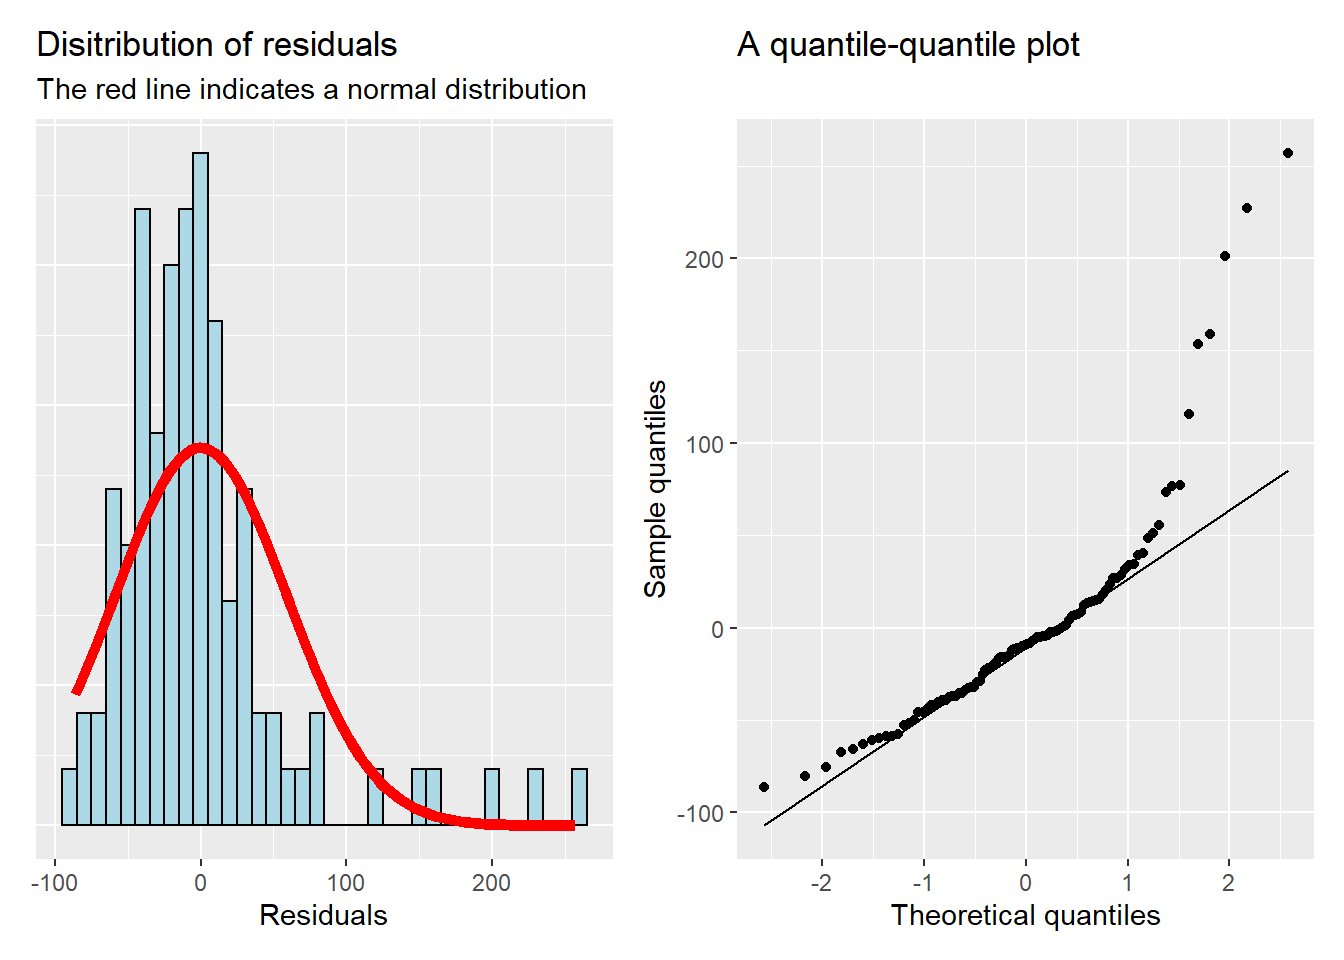 Disitribution of residuals
The red line indicates a normal distribution
-100 0 100 200
Residuals
A quantile-quantile plot
200
100
0
-100
Sample quantiles
-2 -1 0 1 2
Theoretical quantiles